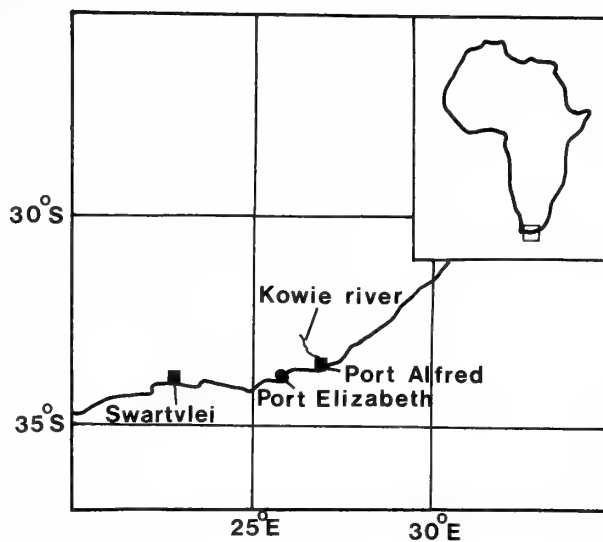 30°S
Kowie river
Port Alfred
Port Elizabeth
Swartvlei
35°S
25°E
30°E